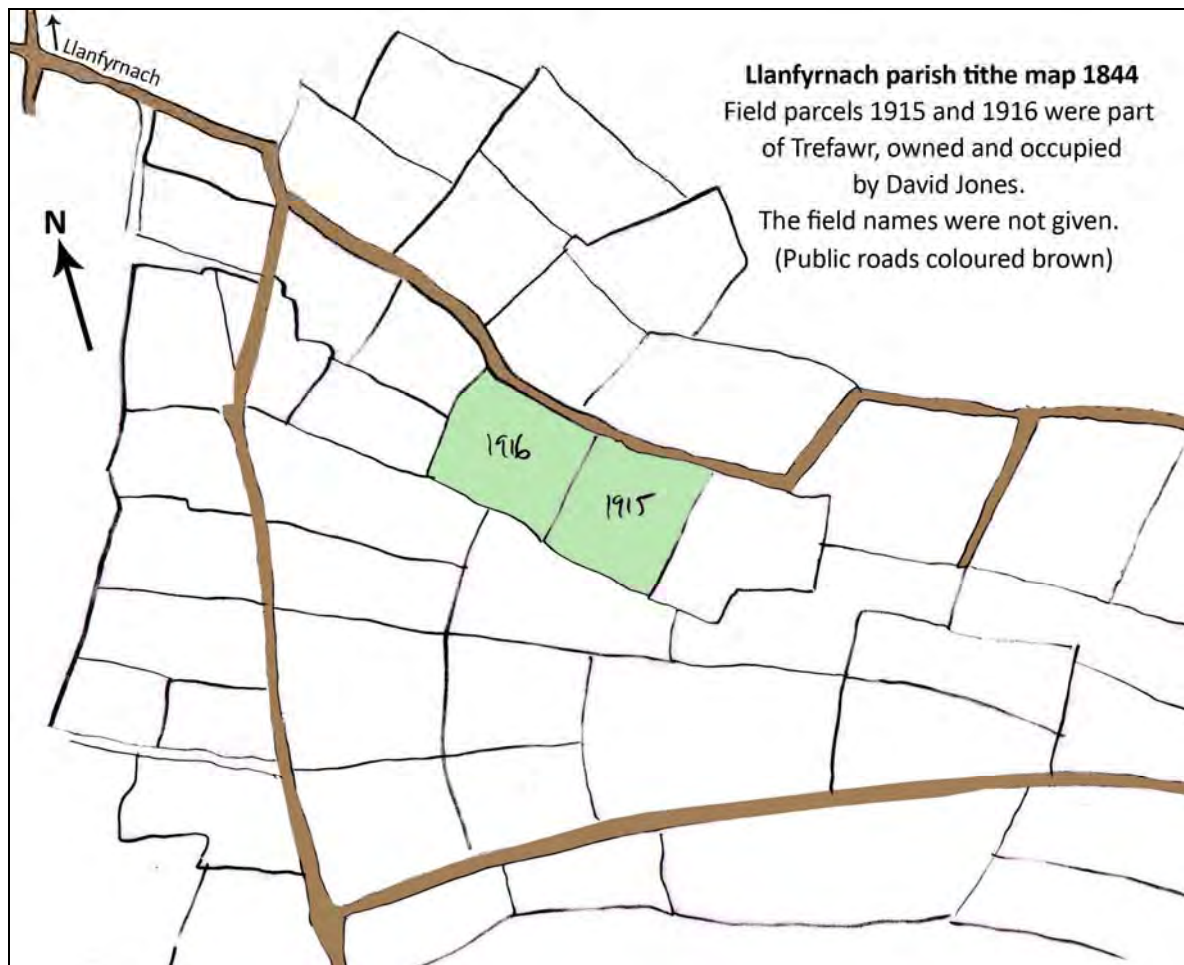 Llanfyrnach
Llanfyrnach parish tithe map 1844
Field parcels 1915 and 1916 were part
of Trefawr, owned and occupied
by David Jones.
The field names were not given.
(Public roads coloured brown)
N
1916
1915